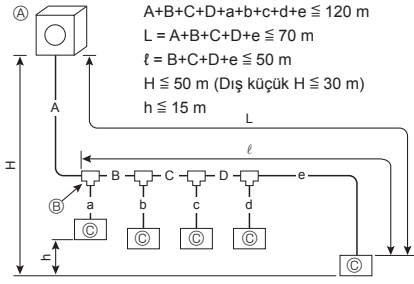 Ⓐ
A+B+C+D+a+b+c+d+e ≦ 120 m
L = A+B+C+D+e ≦ 70 m
ℓ = B+C+D+e ≦ 50 m
H ≦ 50 m (Dış küçük H ≦ 30 m)
h ≦ 15 m
A
L
H
ℓ
B C D e
Ⓑ
a b c d
Ⓒ Ⓒ Ⓒ Ⓒ
h
Ⓒ